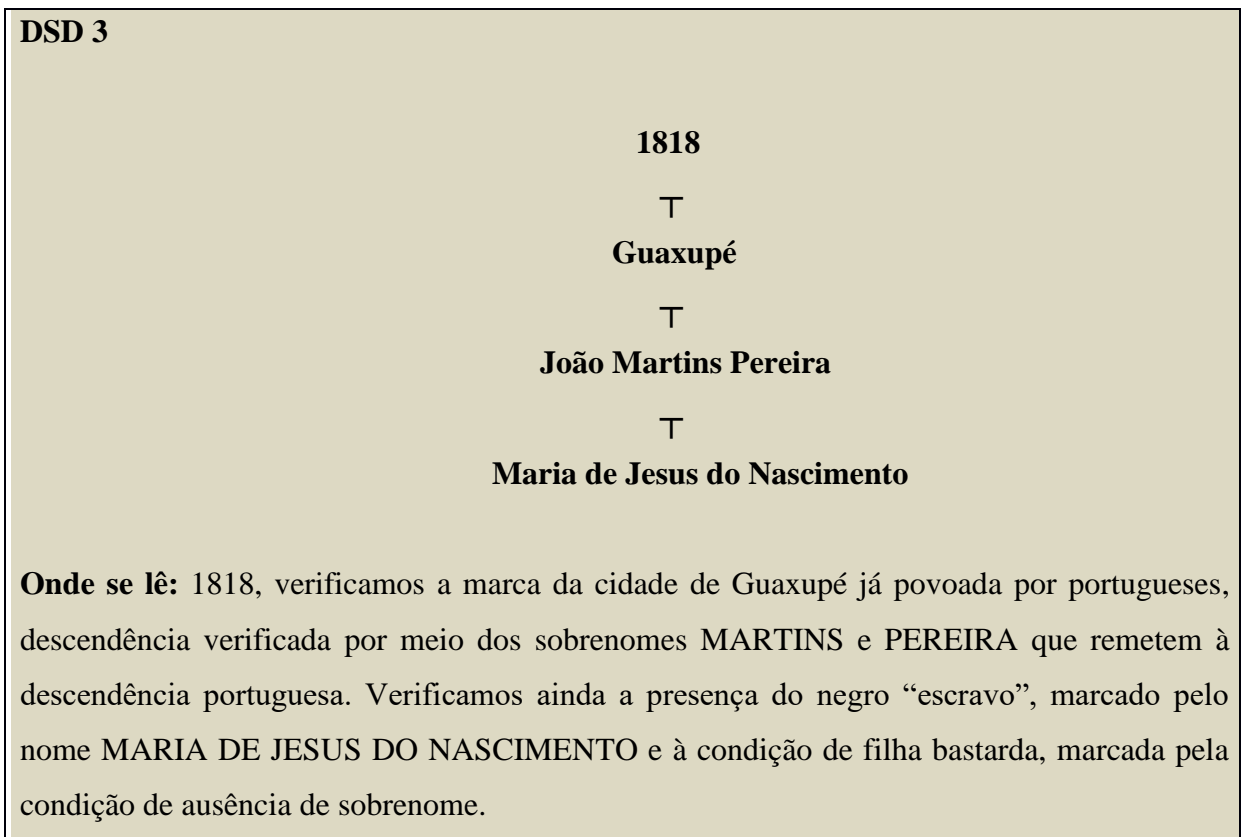 DSD 3
1818
┬
Guaxupé
┬
João Martins Pereira
┬
Maria de Jesus do Nascimento
Onde se lê: 1818, verificamos a marca da cidade de Guaxupé já povoada por portugueses,
descendência verificada por meio dos sobrenomes MARTINS e PEREIRA que remetem à
descendência portuguesa. Verificamos ainda a presença do negro “escravo”, marcado pelo
nome MARIA DE JESUS DO NASCIMENTO e à condição de filha bastarda, marcada pela
condição de ausência de sobrenome.